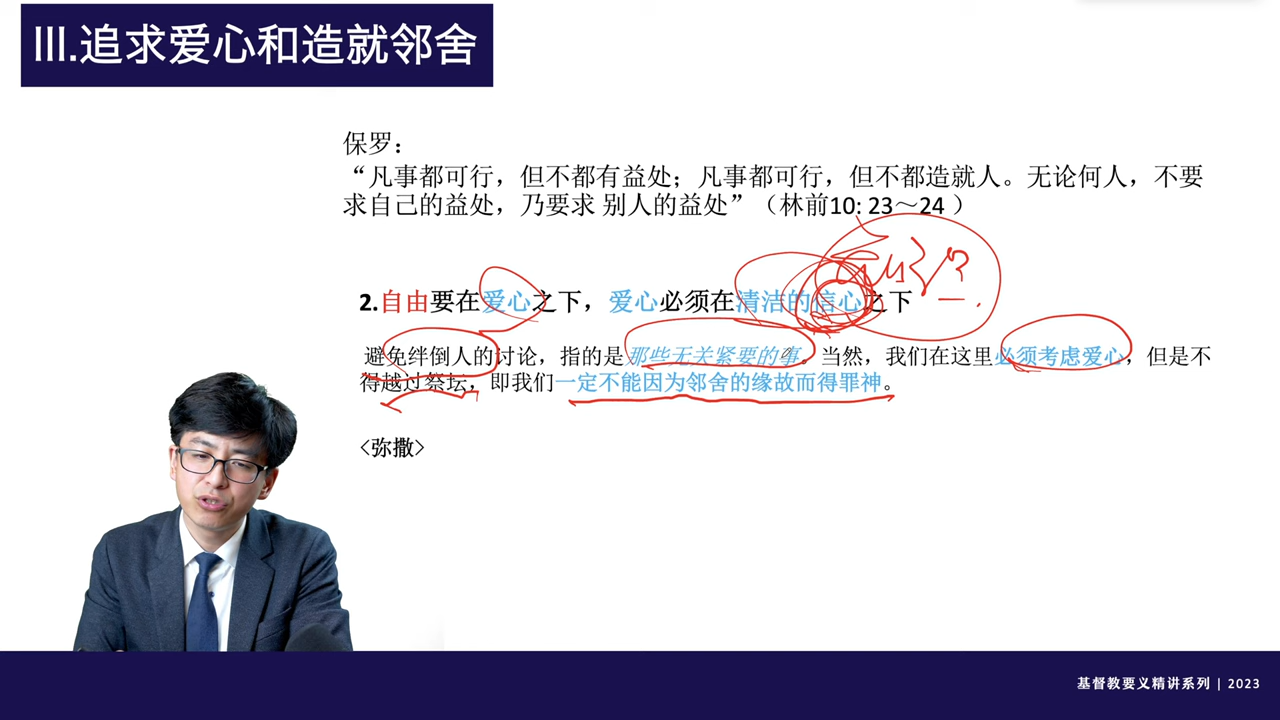 III.追求爱心和造就邻舍
保罗：
“凡事都可行，但不都有益处；凡事都可行，但不都造就人。无论何人，不要
求自己的益处，乃要求 别人的益处”（林前10: 23～24 ）
2.自由要在爱心之下，爱心必须在清洁的信心之下
避免绊倒人的讨论，指的是那些无关紧要的事。当然，我们在这里必须考虑爱心，但是不
得越过祭坛，即我们一定不能因为邻舍的缘故而得罪神。
<弥撒>
基督教要义精讲系列 | 2023